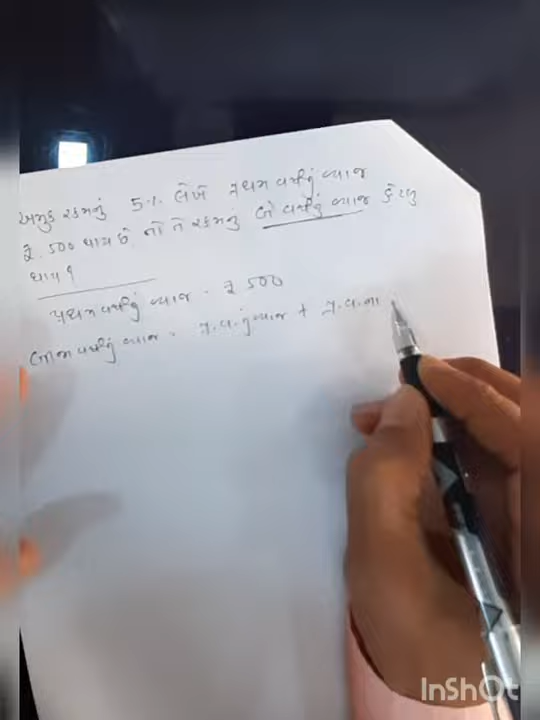 અમુક રકમનું 5% લેખે પ્રથમ વર્ષનું વ્યાજ
₹. 500 થાય છે તો તે રકમનું બે વર્ષનું વ્યાજ કેટલુ
થાય ?
પ્રથમ વર્ષનું વ્યાજ - ₹ 500
બીજા વર્ષનું વ્યાજ - પ્ર.વ.નું વ્યાજ + પ્ર.વ.ના
InShOt